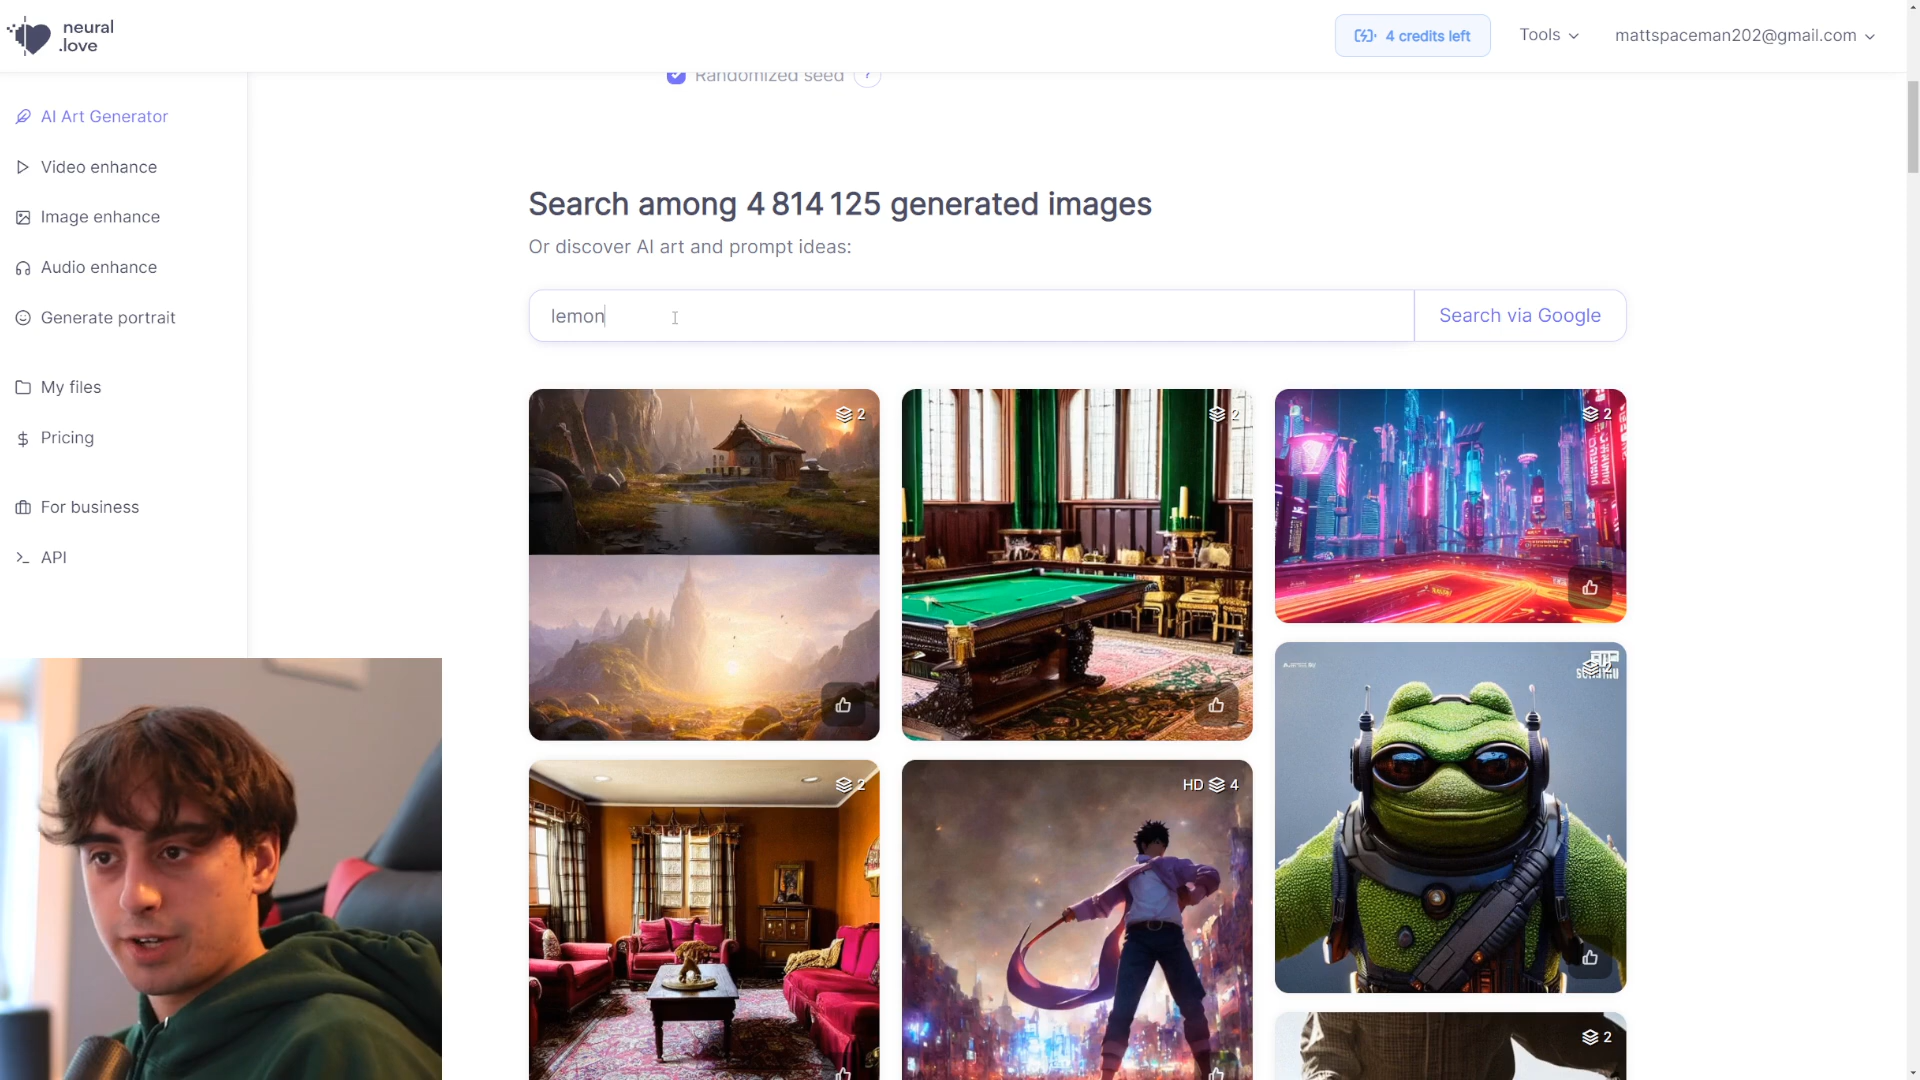 neural
.love
4 credits left
Tools
mattspaceman202@gmail.com
Randomized seed ?
AI Art Generator
Video enhance
Image enhance
Audio enhance
Generate portrait
My files
Pricing
For business
API
Search among 4 814 125 generated images
Or discover AI art and prompt ideas:
lemon
Search via Google
2
2
2
2
HD 4
2